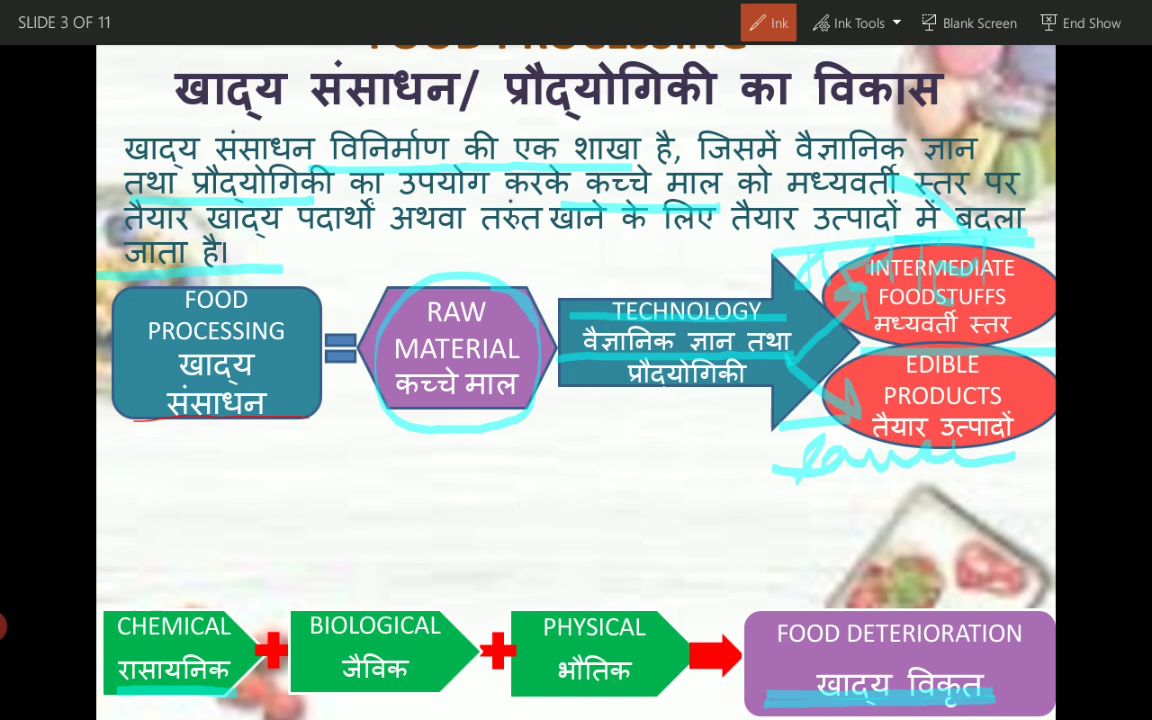 SLIDE 3 OF 11
Ink
Ink Tools
Blank Screen
End Show
FOOD PROCESSING
खाद्य संसाधन/ प्रौद्योगिकी का विकास
खाद्य संसाधन विनिर्माण की एक शाखा है, जिसमें वैज्ञानिक ज्ञान
तथा प्रौद्योगिकी का उपयोग करके कच्चे माल को मध्यवर्ती स्तर पर
तैयार खाद्य पदार्थों अथवा तरुंत खाने के लिए तैयार उत्पादों में बदला
जाता है।
FOOD
PROCESSING
खाद्य
संसाधन
RAW
MATERIAL
कच्चे माल
TECHNOLOGY
वैज्ञानिक ज्ञान तथा
प्रौद्योगिकी
INTERMEDIATE
FOODSTUFFS
मध्यवर्ती स्तर
EDIBLE
PRODUCTS
तैयार उत्पादों
CHEMICAL
रासायनिक
BIOLOGICAL
जैविक
PHYSICAL
भौतिक
FOOD DETERIORATION
खाद्य विकृत